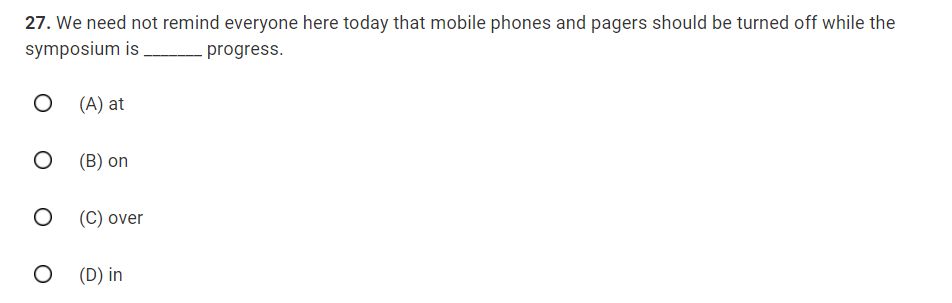 27. We need not remind everyone here today that mobile phones and pagers should be turned off while the
symposium is _______ progress.
(A) at
(B) on
(C) over
(D) in